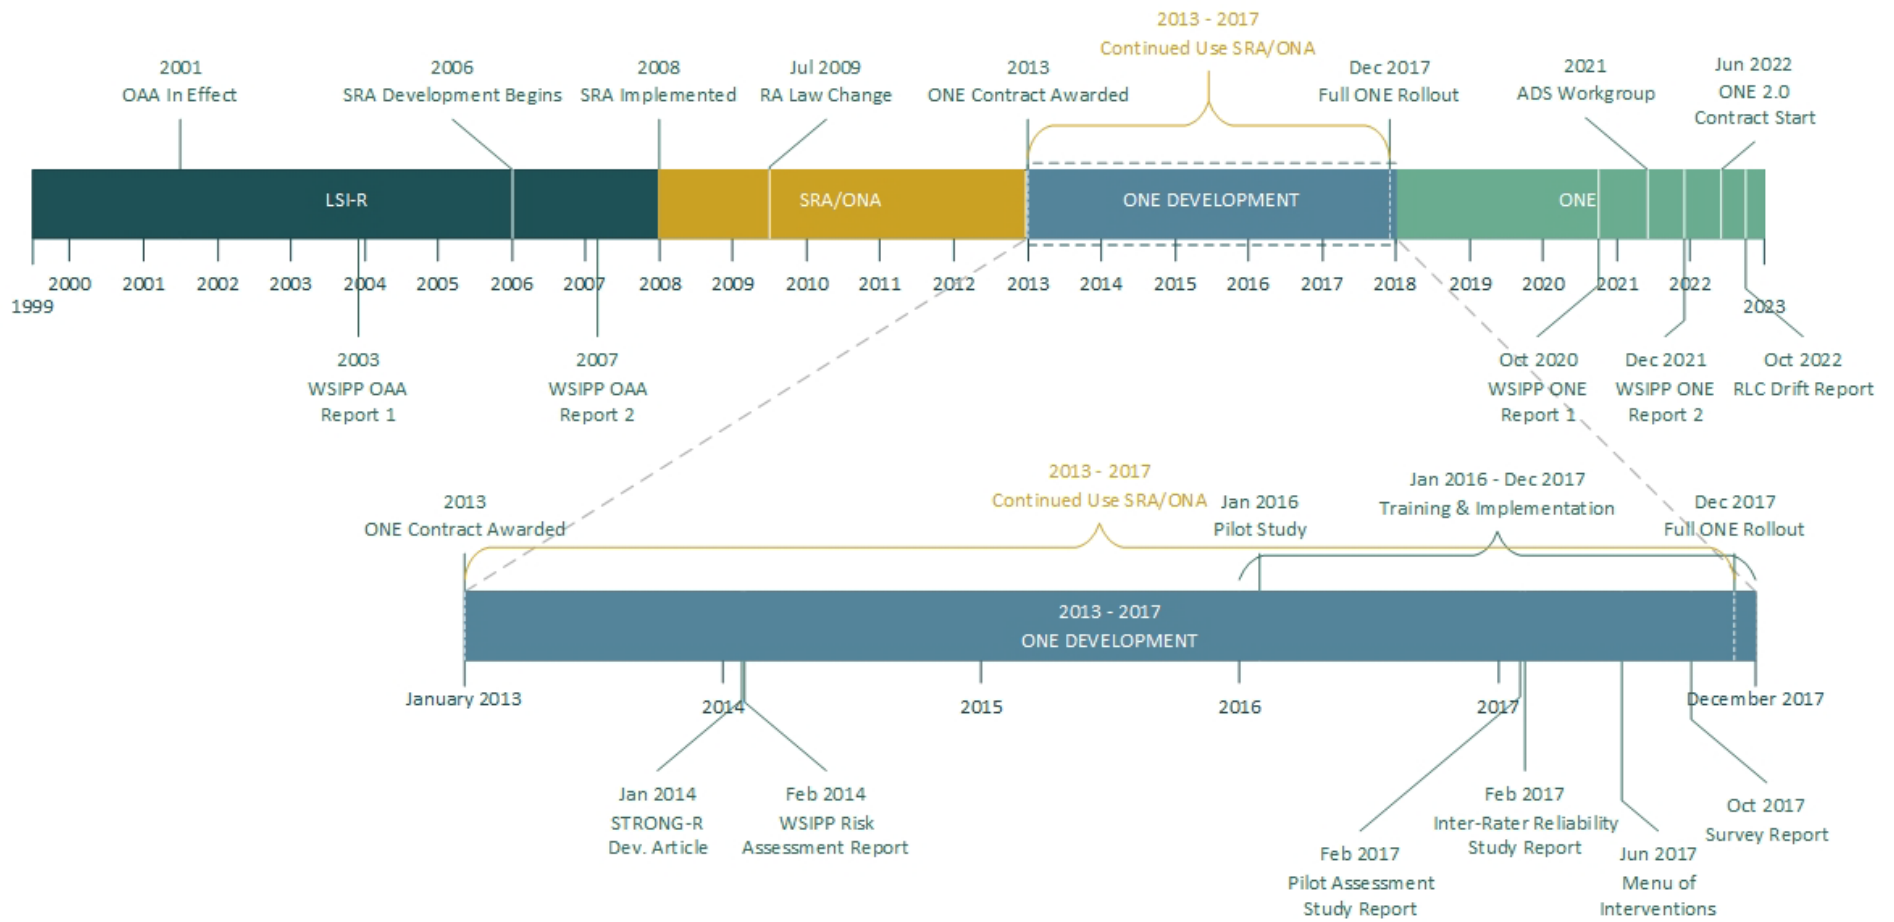 2013 - 2017
Continued Use SRA/ONA
2001
OAA In Effect
2006
SRA Development Begins
2008
SRA Implemented
Jul 2009
RA Law Change
2013
ONE Contract Awarded
Dec 2017
Full ONE Rollout
2021
ADS Workgroup
Jun 2022
ONE 2.0
Contract Start
LSI-R
SRA/ONA
ONE DEVELOPMENT
ONE
1999
2000
2001
2002
2003
2004
2005
2006
2007
2008
2009
2010
2011
2012
2013
2014
2015
2016
2017
2018
2019
2020
2021
2022
2023
2003
WSIPP OAA
Report 1
2007
WSIPP OAA
Report 2
Oct 2020
WSIPP ONE
Report 1
Dec 2021
WSIPP ONE
Report 2
Oct 2022
RLC Drift Report
2013
ONE Contract Awarded
2013 - 2017
Continued Use SRA/ONA
Jan 2016
Pilot Study
Jan 2016 - Dec 2017
Training & Implementation
Dec 2017
Full ONE Rollout
2013 - 2017
ONE DEVELOPMENT
January 2013
2014
2015
2016
2017
December 2017
Jan 2014
STRONG-R
Dev. Article
Feb 2014
WSIPP Risk
Assessment Report
Feb 2017
Pilot Assessment
Study Report
Feb 2017
Inter-Rater Reliability
Study Report
Jun 2017
Menu of
Interventions
Oct 2017
Survey Report